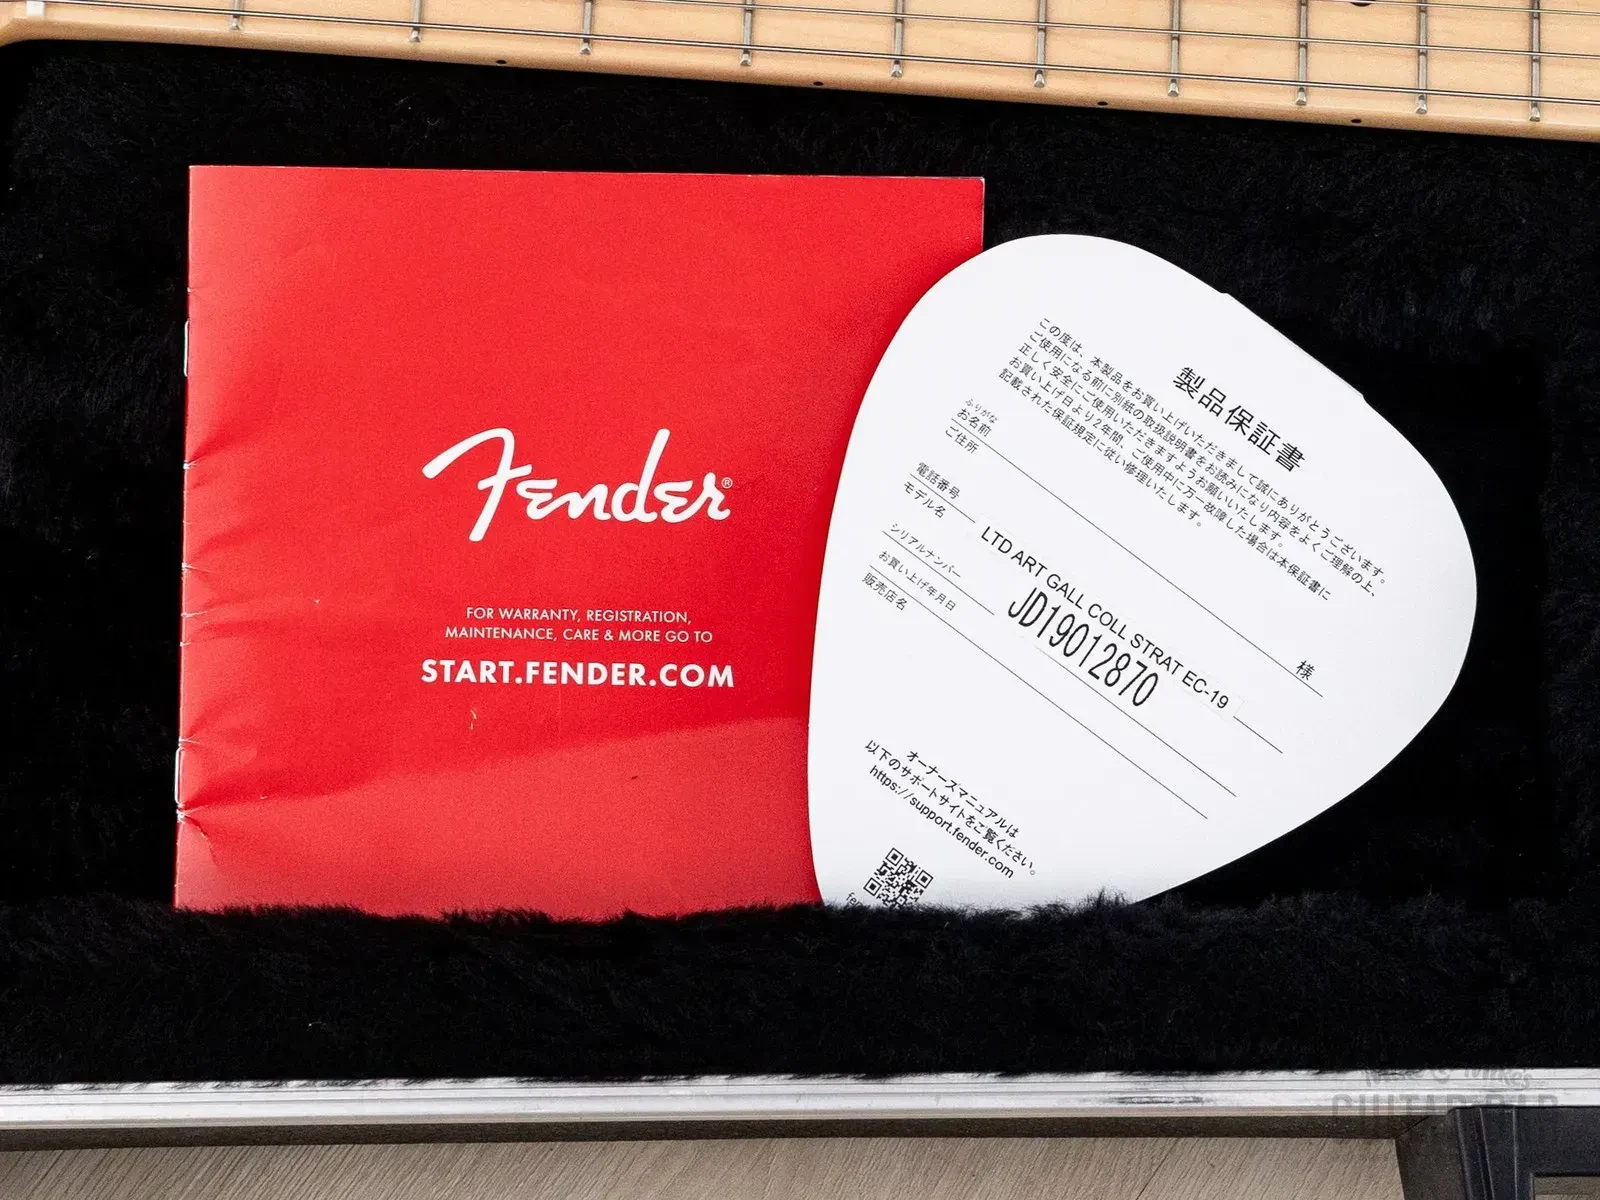 Fender®
FOR WARRANTY, REGISTRATION,
MAINTENANCE, CARE & MORE GO TO
START.FENDER.COM
製品保証書
この度は、本製品をお買い上げいただきまして誠にありがとうございます。
ご使用になる前に別紙の取扱説明書をお読みになり内容をよくご理解の上、
正しく安全にご使用いただきますようお願いいたします。
お買い上げ日より2年間、ご使用中に万一故障した場合は本保証書に
記載された保証規定に従い修理いたします。
ふりがな
お名前 様
ご住所
電話番号
モデル名 LTD ART GALL COLL STRAT EC-19
シリアルナンバー JD19012870
お買い上げ年月日
販売店名
オーナーズマニュアルは
以下のサポートサイトをご覧ください。
https://support.fender.com
GUITAR BAR